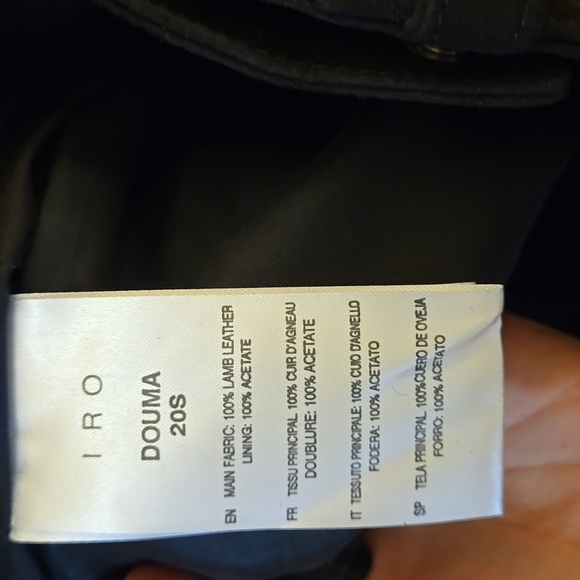 IRO
DOUMA
20S
EN MAIN FABRIC: 100% LAMB LEATHER
LINING: 100% ACETATE
FR TISSU PRINCIPAL: 100% CUIR D'AGNEAU
DOUBLURE: 100% ACETATE
IT TESSUTO PRINCIPALE: 100% CUIO D'AGNELLO
FODERA: 100% ACETATO
SP TELA PRINCIPAL: 100%CUERO DE OVEJA
FORRO: 100% ACETATO